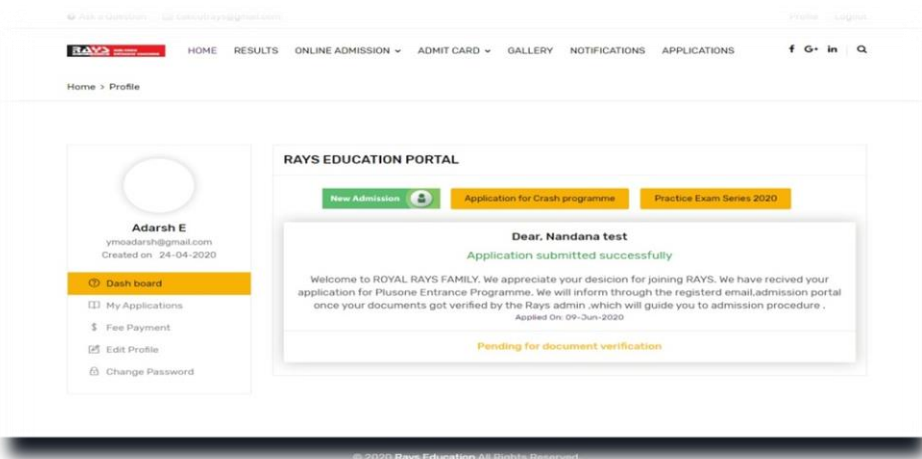 Ask a Question
Profile Logout
RAYS
HOME RESULTS ONLINE ADMISSION ADMIT CARD GALLERY NOTIFICATIONS APPLICATIONS f G+ in
Home > Profile
RAYS EDUCATION PORTAL
New Admission Application for Crash programme Practice Exam Series 2020
Adarsh E
ymoadarsh@gmail.com
Created on 24-04-2020
Dash board
My Applications
$ Fee Payment
Edit Profile
Change Password
Dear, Nandana test
Application submitted successfully
Welcome to ROYAL RAYS FAMILY. We appreciate your desicion for joining RAYS. We have recived your
application for Plusone Entrance Programme. We will inform through the registerd email,admission portal
once your documents got verified by the Rays admin ,which will guide you to admission procedure .
Applied On: 09-Jun-2020
Pending for document verification
© 2020 Rays Education All Rights Reserved